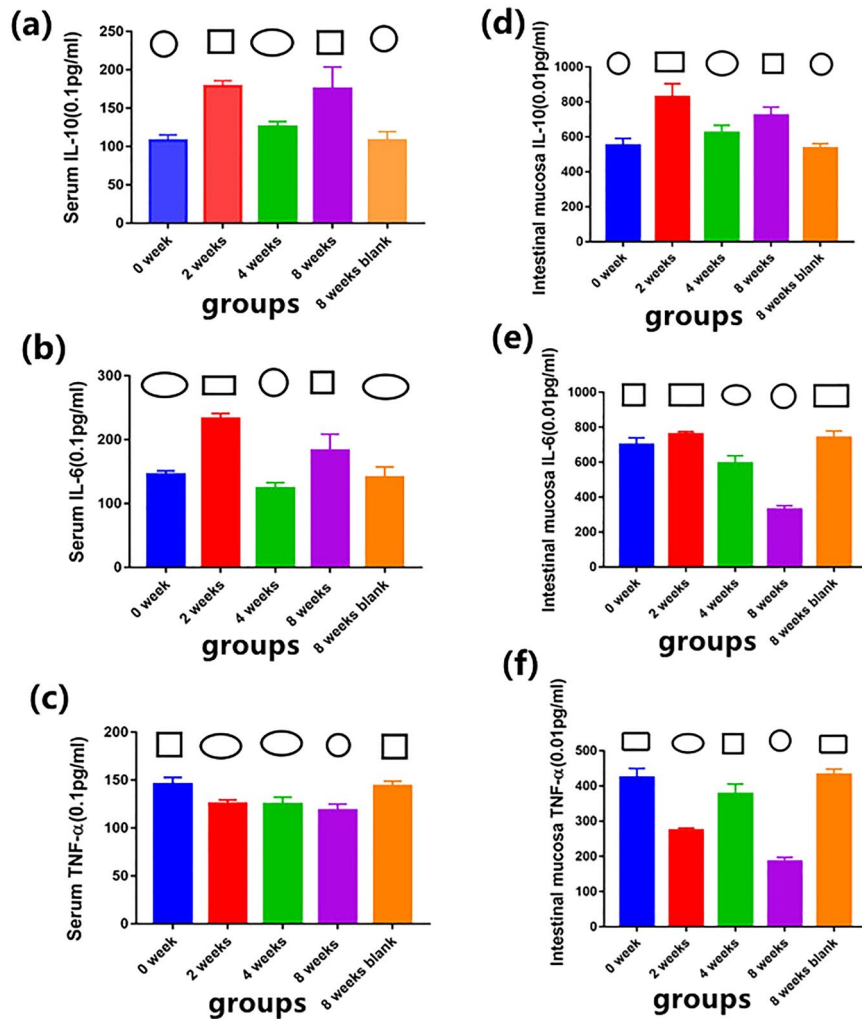 (a)
Serum IL-10(0.1pg/ml)
250
200
150
100
50
0
0 week
2 weeks
4 weeks
8 weeks
8 weeks blank
groups
(d)
Intestinal mucosa IL-10(0.01pg/ml)
1000
800
600
400
200
0
0 week
2 weeks
4 weeks
8 weeks
8 weeks blank
groups
(b)
Serum IL-6(0.1pg/ml)
300
200
100
0
0 week
2 weeks
4 weeks
8 weeks
8 weeks blank
groups
(e)
Intestinal mucosa IL-6(0.01pg/ml)
1000
800
600
400
200
0
0 week
2 weeks
4 weeks
8 weeks
8 weeks blank
groups
(c)
Serum TNF-α(0.1pg/ml)
200
150
100
50
0
0 week
2 weeks
4 weeks
8 weeks
8 weeks blank
groups
(f)
Intestinal mucosa TNF-α(0.01pg/ml)
500
400
300
200
100
0
0 week
2 weeks
4 weeks
8 weeks
8 weeks blank
groups